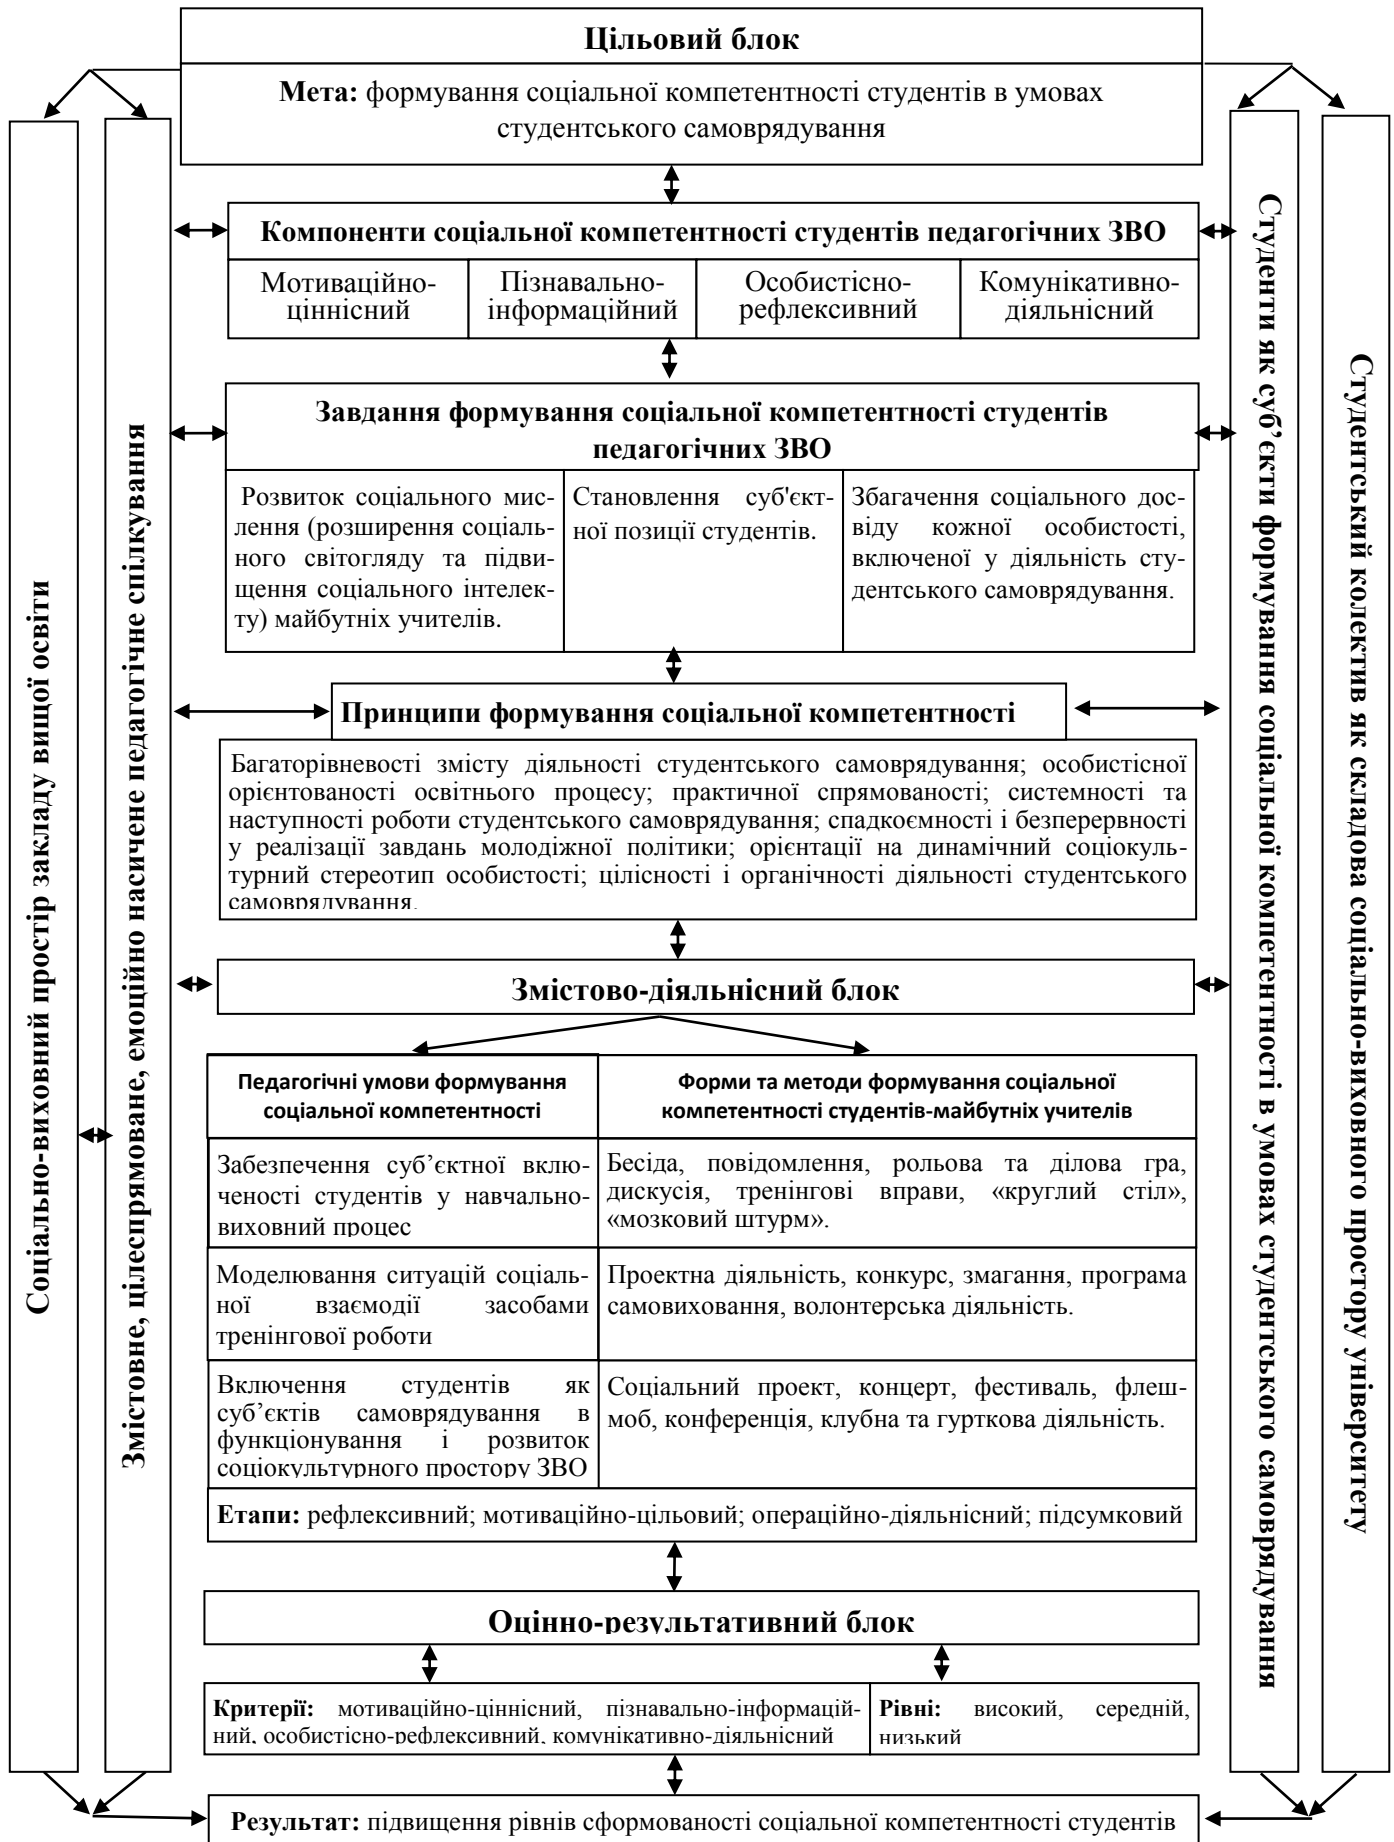 Цільовий блок
Мета: формування соціальної компетентності студентів в умовах
студентського самоврядування
Соціально-виховний простір закладу вищої освіти
Змістовне, цілеспрямоване, емоційно насичене педагогічне спілкування
Компоненти соціальної компетентності студентів педагогічних ЗВО
Мотиваційно-
ціннісний
Пізнавально-
інформаційний
Особистісно-
рефлексивний
Комунікативно-
діяльнісний
Завдання формування соціальної компетентності студентів
педагогічних ЗВО
Розвиток соціального мис-
лення (розширення соціаль-
ного світогляду та підви-
щення соціального інтелек-
ту) майбутніх учителів.
Становлення суб'єкт-
ної позиції студентів.
Збагачення соціального дос-
віду кожної особистості,
включеної у діяльність сту-
дентського самоврядування.
Принципи формування соціальної компетентності
Багаторівневості змісту діяльності студентського самоврядування; особистісної
орієнтованості освітнього процесу; практичної спрямованості; системності та
наступності роботи студентського самоврядування; спадкоємності і безперервності
у реалізації завдань молодіжної політики; орієнтації на динамічний соціокуль-
турний стереотип особистості; цілісності і органічності діяльності студентського
самоврядування.
Змістово-діяльнісний блок
Педагогічні умови формування
соціальної компетентності
Форми та методи формування соціальної
компетентності студентів-майбутніх учителів
Забезпечення суб’єктної вклю-
ченості студентів у навчально-
виховний процес
Бесіда, повідомлення, рольова та ділова гра,
дискусія, тренінгові вправи, «круглий стіл»,
«мозковий штурм».
Моделювання ситуацій соціаль-
ної взаємодії засобами
тренінгової роботи
Проектна діяльність, конкурс, змагання, програма
самовиховання, волонтерська діяльність.
Включення студентів як
суб’єктів самоврядування в
функціонування і розвиток
соціокультурного простору ЗВО
Соціальний проект, концерт, фестиваль, флеш-
моб, конференція, клубна та гурткова діяльність.
Етапи: рефлексивний; мотиваційно-цільовий; операційно-діяльнісний; підсумковий
Оцінно-результативний блок
Критерії: мотиваційно-ціннісний, пізнавально-інформацій-
ний, особистісно-рефлексивний, комунікативно-діяльнісний
Рівні: високий, середній,
низький
Результат: підвищення рівнів сформованості соціальної компетентності студентів
Студенти як суб’єкти формування соціальної компетентності в умовах студентського самоврядування
Студентський колектив як складова соціально-виховного простору університету